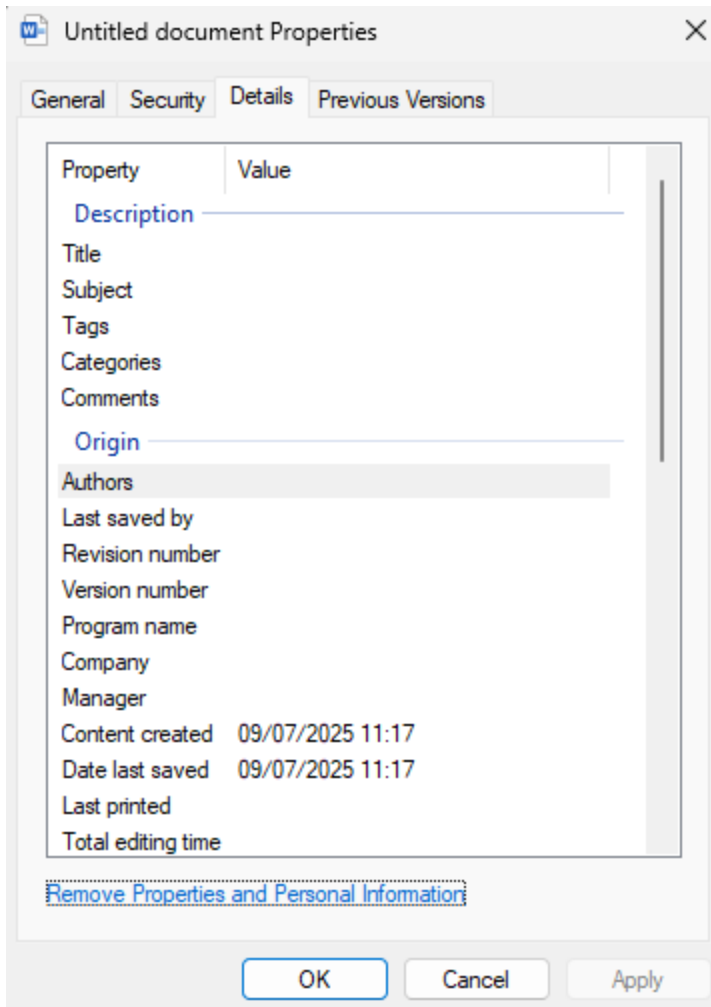 Untitled document Properties
General Security Details Previous Versions
Property Value
Description
Title
Subject
Tags
Categories
Comments
Origin
Authors
Last saved by
Revision number
Version number
Program name
Company
Manager
Content created 09/07/2025 11:17
Date last saved 09/07/2025 11:17
Last printed
Total editing time
Remove Properties and Personal Information
OK Cancel Apply